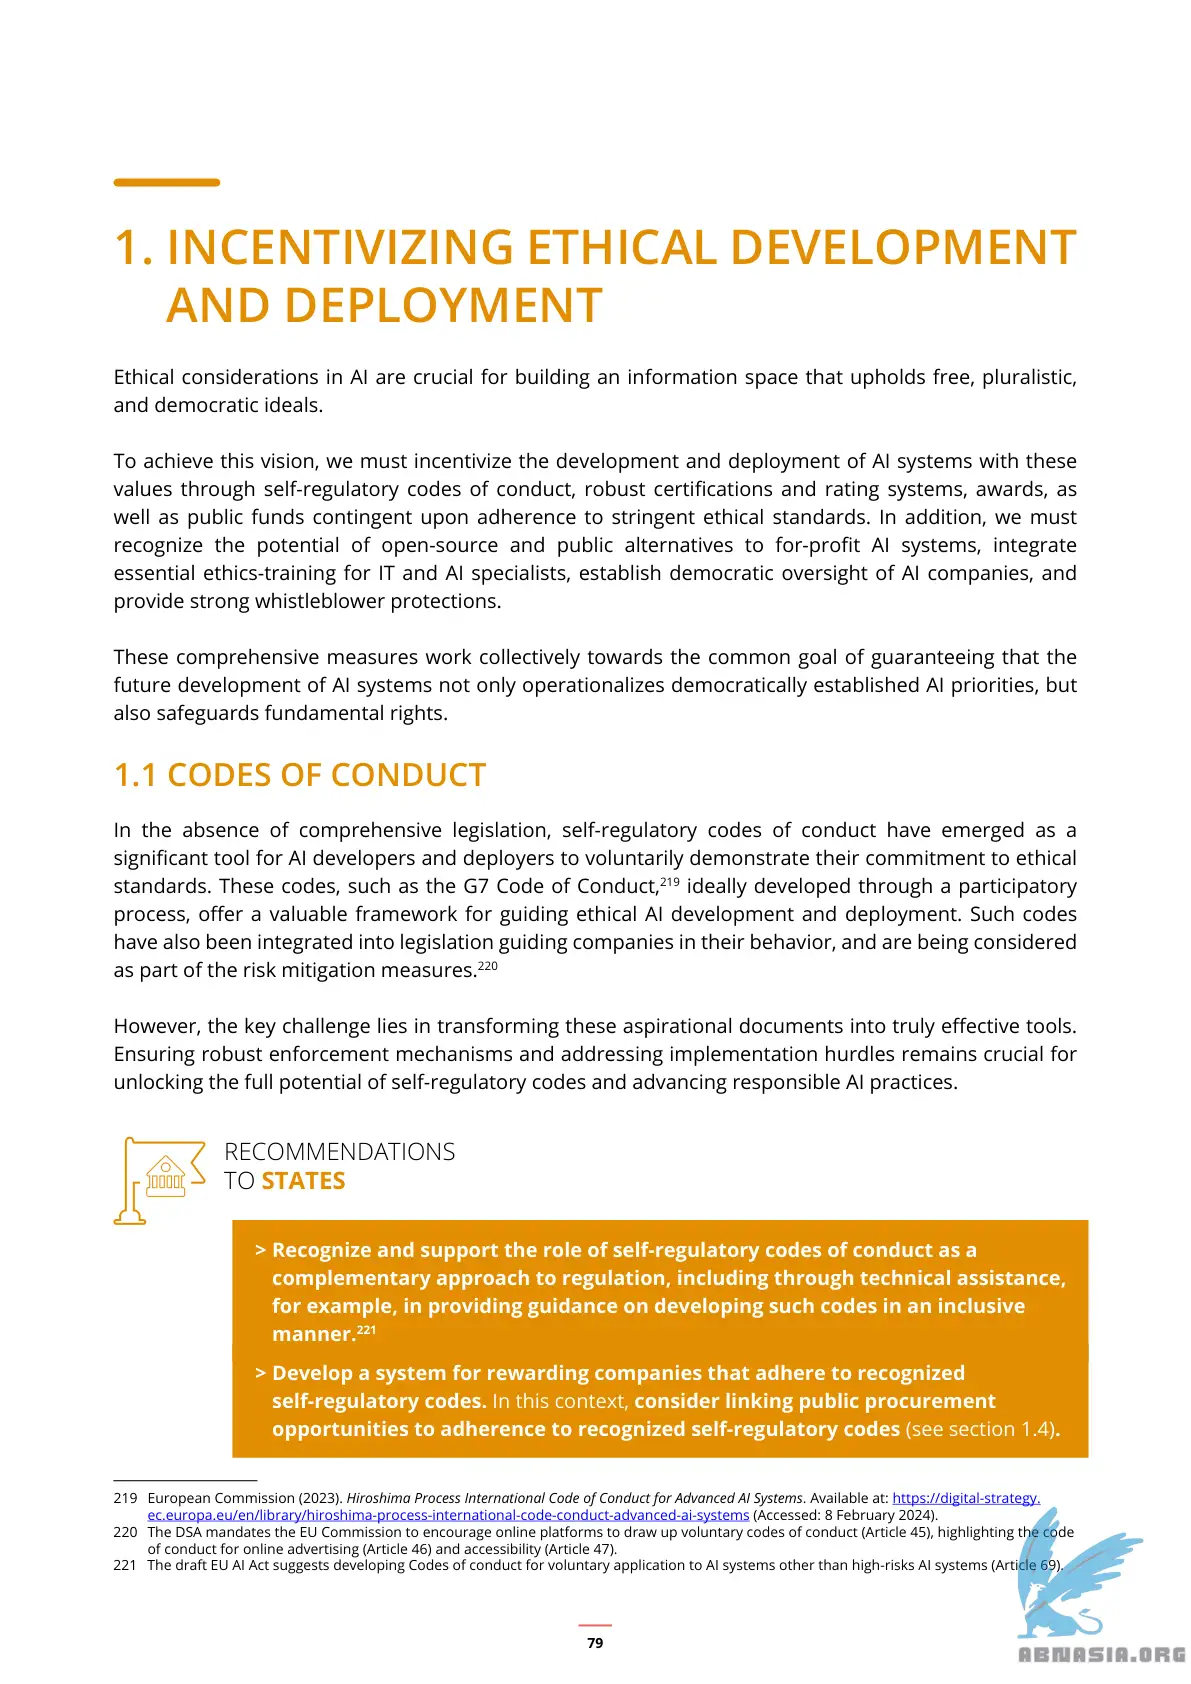 1. INCENTIVIZING ETHICAL DEVELOPMENT
AND DEPLOYMENT
Ethical considerations in AI are crucial for building an information space that upholds free, pluralistic,
and democratic ideals.
To achieve this vision, we must incentivize the development and deployment of AI systems with these
values through self-regulatory codes of conduct, robust certifications and rating systems, awards, as
well as public funds contingent upon adherence to stringent ethical standards. In addition, we must
recognize the potential of open-source and public alternatives to for-profit AI systems, integrate
essential ethics-training for IT and AI specialists, establish democratic oversight of AI companies, and
provide strong whistleblower protections.
These comprehensive measures work collectively towards the common goal of guaranteeing that the
future development of AI systems not only operationalizes democratically established AI priorities, but
also safeguards fundamental rights.
1.1 CODES OF CONDUCT
In the absence of comprehensive legislation, self-regulatory codes of conduct have emerged as a
significant tool for AI developers and deployers to voluntarily demonstrate their commitment to ethical
standards. These codes, such as the G7 Code of Conduct,219 ideally developed through a participatory
process, offer a valuable framework for guiding ethical AI development and deployment. Such codes
have also been integrated into legislation guiding companies in their behavior, and are being considered
as part of the risk mitigation measures.220
However, the key challenge lies in transforming these aspirational documents into truly effective tools.
Ensuring robust enforcement mechanisms and addressing implementation hurdles remains crucial for
unlocking the full potential of self-regulatory codes and advancing responsible AI practices.
RECOMMENDATIONS
TO STATES
> Recognize and support the role of self-regulatory codes of conduct as a
complementary approach to regulation, including through technical assistance,
for example, in providing guidance on developing such codes in an inclusive
manner.221
> Develop a system for rewarding companies that adhere to recognized
self-regulatory codes. In this context, consider linking public procurement
opportunities to adherence to recognized self-regulatory codes (see section 1.4).
219 European Commission (2023). Hiroshima Process International Code of Conduct for Advanced AI Systems. Available at: https://digital-strategy.
ec.europa.eu/en/library/hiroshima-process-international-code-conduct-advanced-ai-systems (Accessed: 8 February 2024).
220 The DSA mandates the EU Commission to encourage online platforms to draw up voluntary codes of conduct (Article 45), highlighting the code
of conduct for online advertising (Article 46) and accessibility (Article 47).
221 The draft EU AI Act suggests developing Codes of conduct for voluntary application to AI systems other than high-risks AI systems (Article 69).
79
ABNASIA.ORG